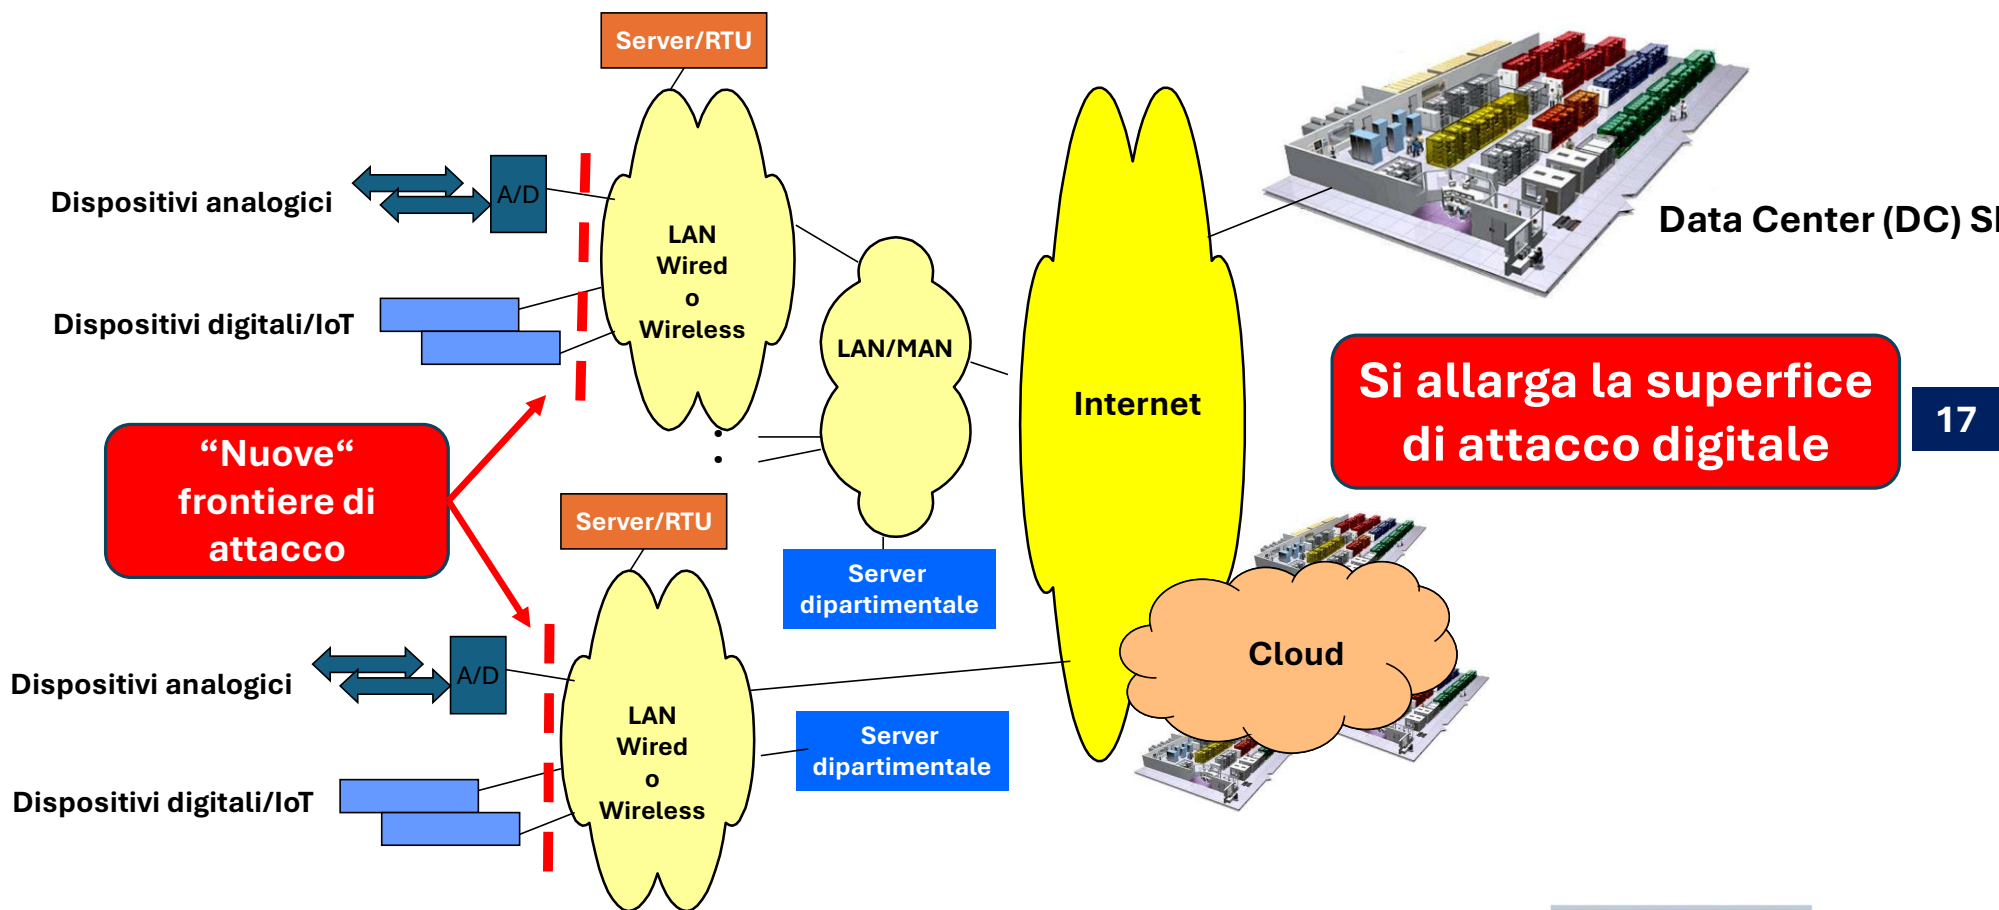 Server/RTU
Dispositivi analogici
A/D
LAN
Wired
o
Wireless
Data Center (DC)
Dispositivi digitali/IoT
LAN/MAN
Internet
Si allarga la superfice
di attacco digitale
17
“Nuove“
frontiere di
attacco
Server/RTU
Server
dipartimentale
Cloud
Dispositivi analogici
A/D
LAN
Wired
o
Wireless
Server
dipartimentale
Dispositivi digitali/IoT